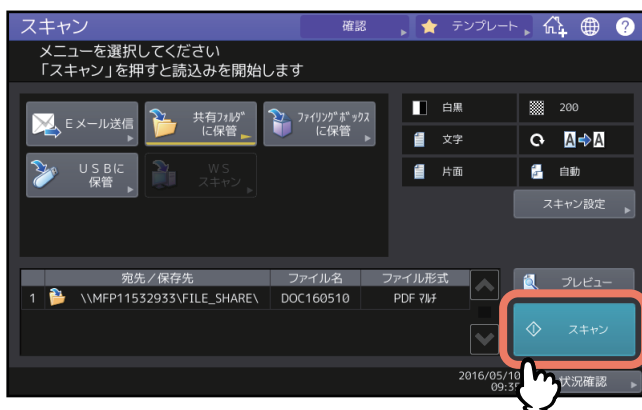 スキャン 確認 テンプレート ?
メニューを選択してください
「スキャン」を押すと読込みを開始します
Eメール送信
共有フォルダ
に保管
ファイリングボックス
に保管
USBに
保管
WS
スキャン
白黒 200
文字 A A
片面 自動
スキャン設定
宛先/保存先 ファイル名 ファイル形式
1 \\MFP11532933\FILE_SHARE\ DOC160510 PDF マルチ
プレビュー
スキャン
2016/05/10
09:35
状況確認